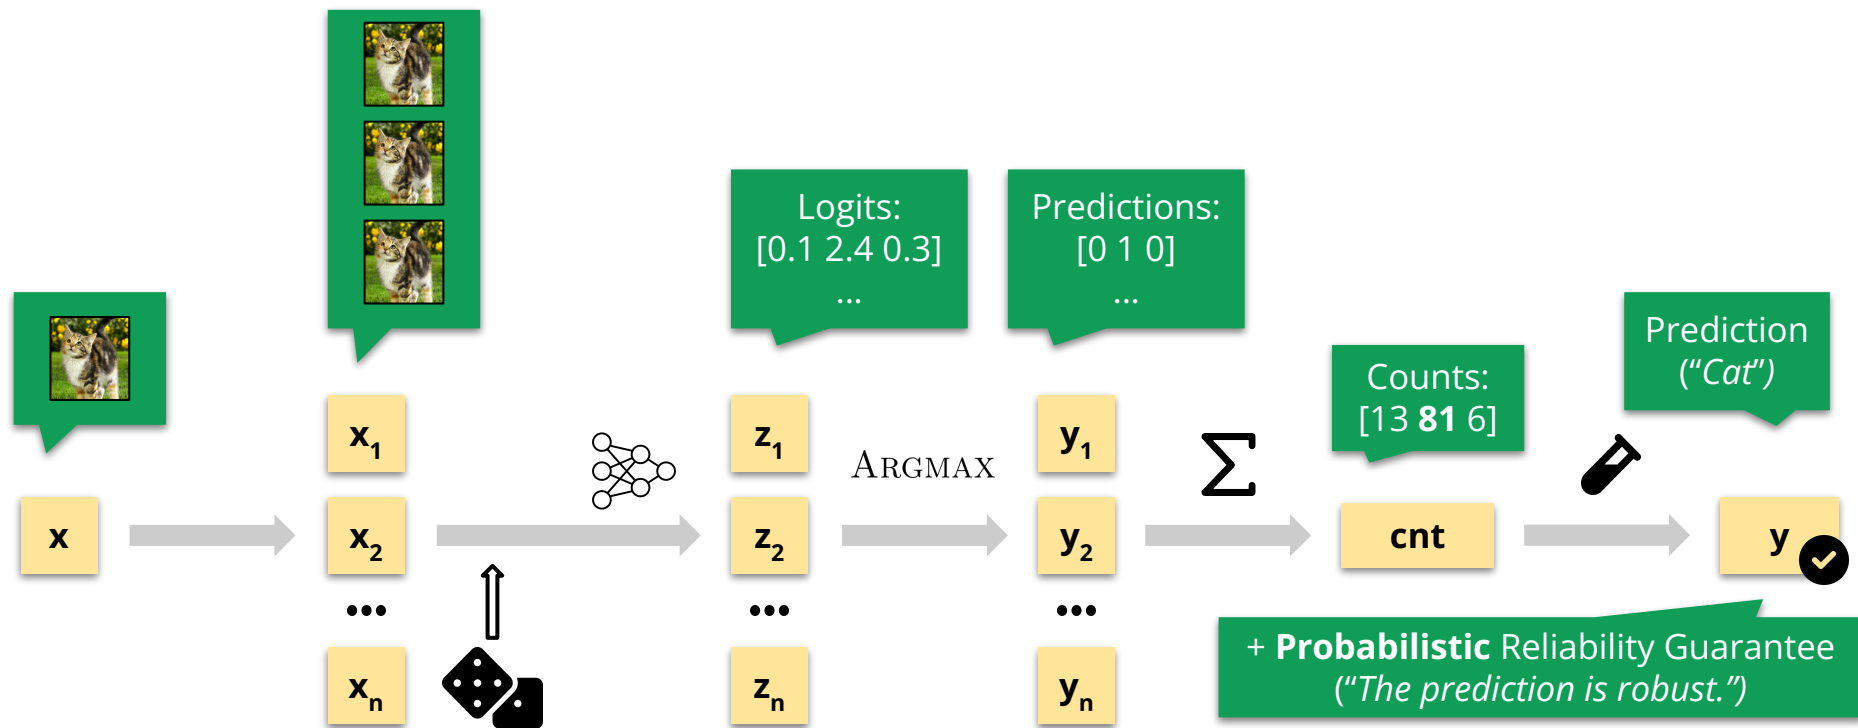 Logits:
[0.1 2.4 0.3]
...
Predictions:
[0 1 0]
...
Prediction
(“Cat”)
Counts:
[13 81 6]
x
x1
x2
•••
xn
z1
z2
•••
zn
ARGMAX
y1
y2
•••
yn
Σ
cnt
y
+ Probabilistic Reliability Guarantee
(“The prediction is robust.”)